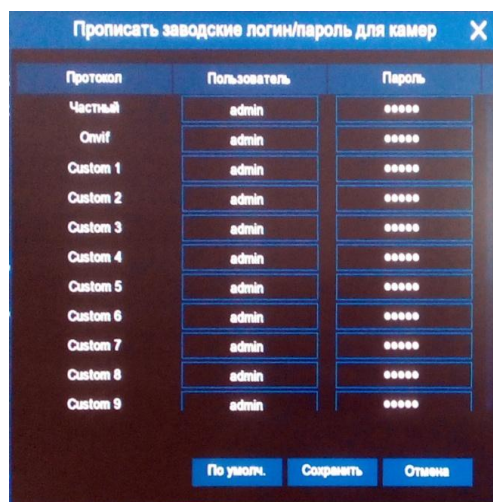 Прописать заводские логин/пароль для камер X
Протокол Пользователь Пароль
Частный admin •••••
Onvif admin •••••
Custom 1 admin •••••
Custom 2 admin •••••
Custom 3 admin •••••
Custom 4 admin •••••
Custom 5 admin •••••
Custom 6 admin •••••
Custom 7 admin •••••
Custom 8 admin •••••
Custom 9 admin •••••
По умолч. Сохранить Отмена